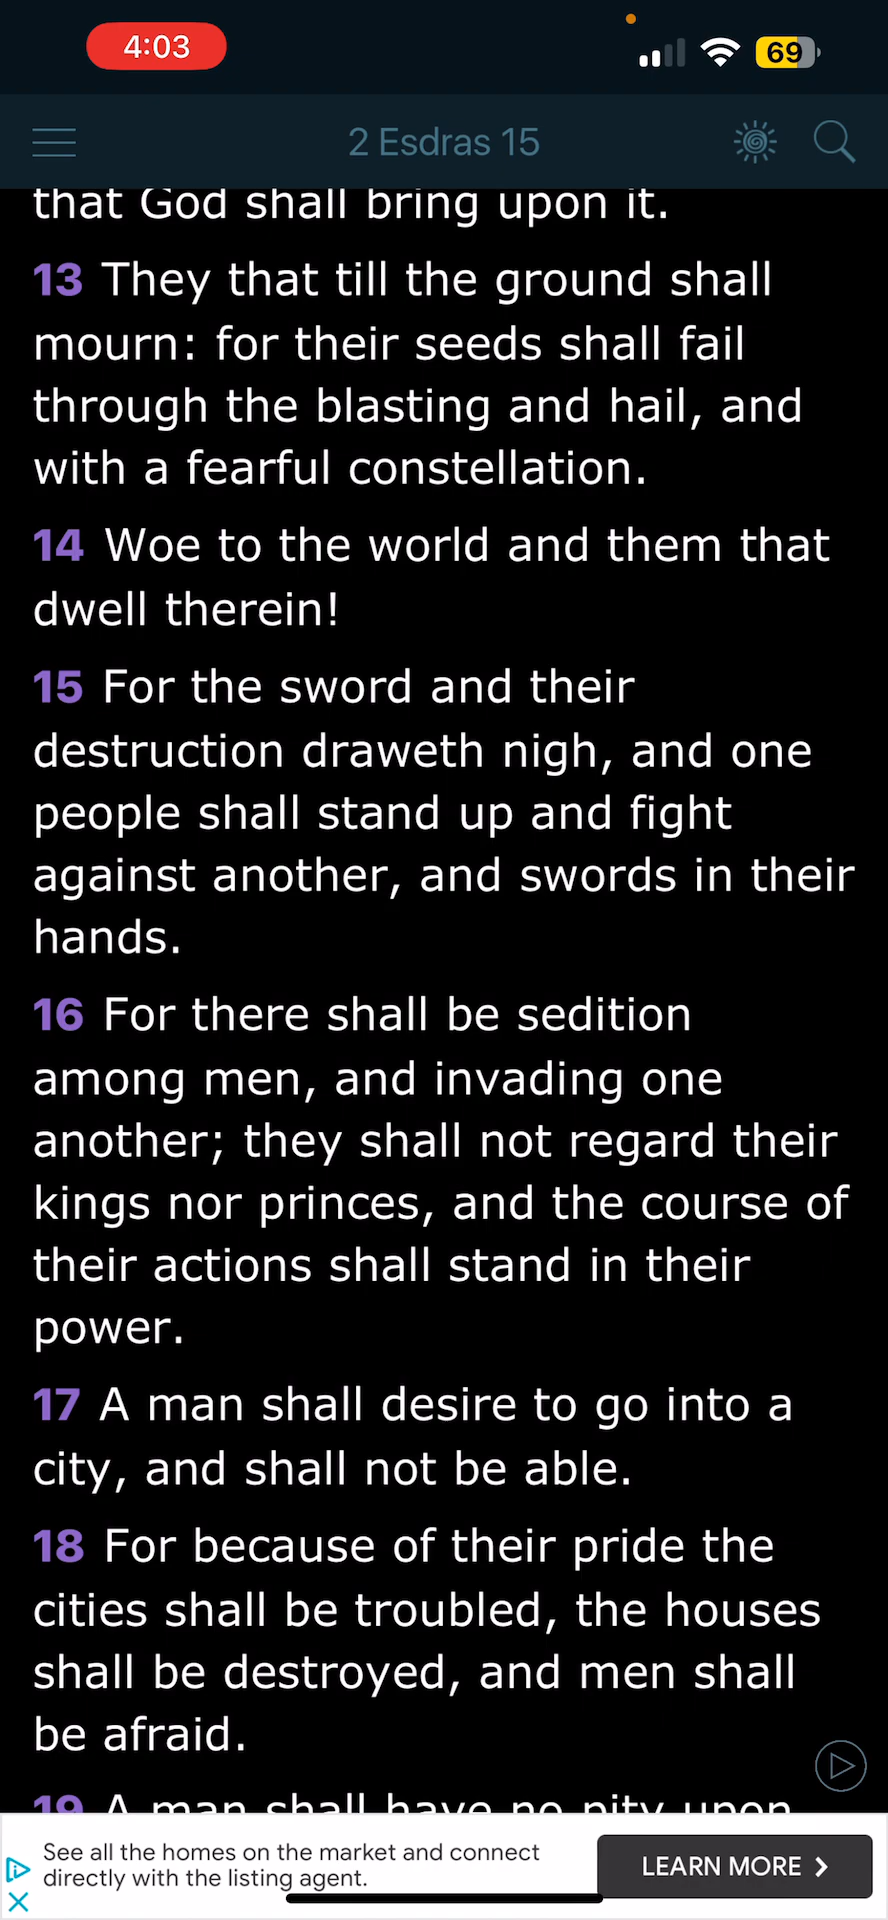 4:03
69
2 Esdras 15
that God shall bring upon it.
13 They that till the ground shall
mourn: for their seeds shall fail
through the blasting and hail, and
with a fearful constellation.
14 Woe to the world and them that
dwell therein!
15 For the sword and their
destruction draweth nigh, and one
people shall stand up and fight
against another, and swords in their
hands.
16 For there shall be sedition
among men, and invading one
another; they shall not regard their
kings nor princes, and the course of
their actions shall stand in their
power.
17 A man shall desire to go into a
city, and shall not be able.
18 For because of their pride the
cities shall be troubled, the houses
shall be destroyed, and men shall
be afraid.
19 A man shall have no pity upon
See all the homes on the market and connect
directly with the listing agent.
LEARN MORE